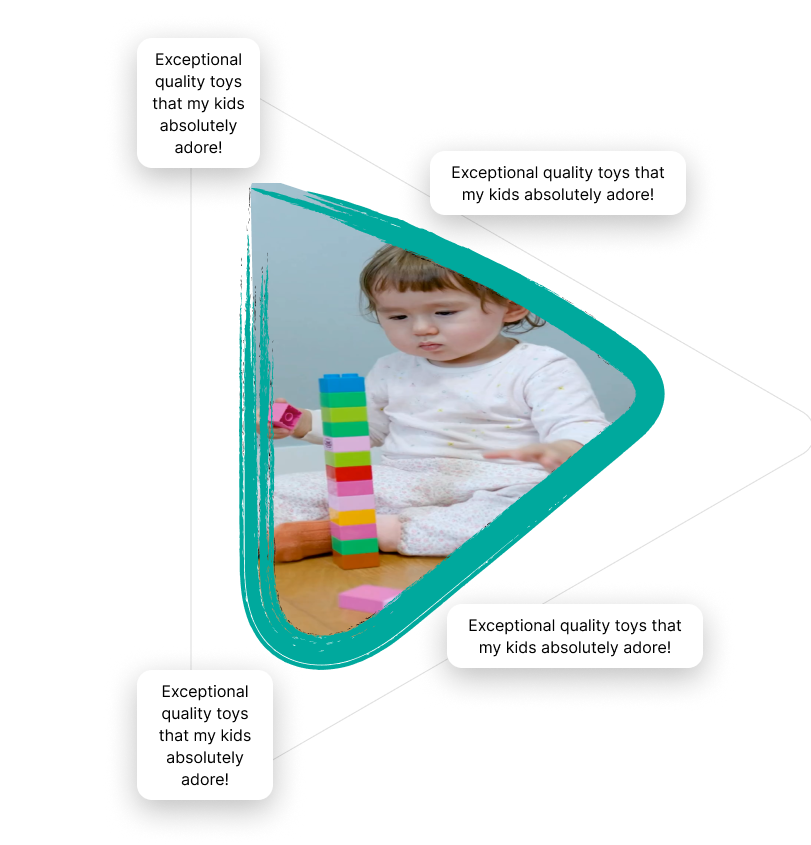 Exceptional
quality toys
that my kids
absolutely
adore!
Exceptional quality toys that
my kids absolutely adore!
Exceptional quality toys that
my kids absolutely adore!
Exceptional
quality toys
that my kids
absolutely
adore!